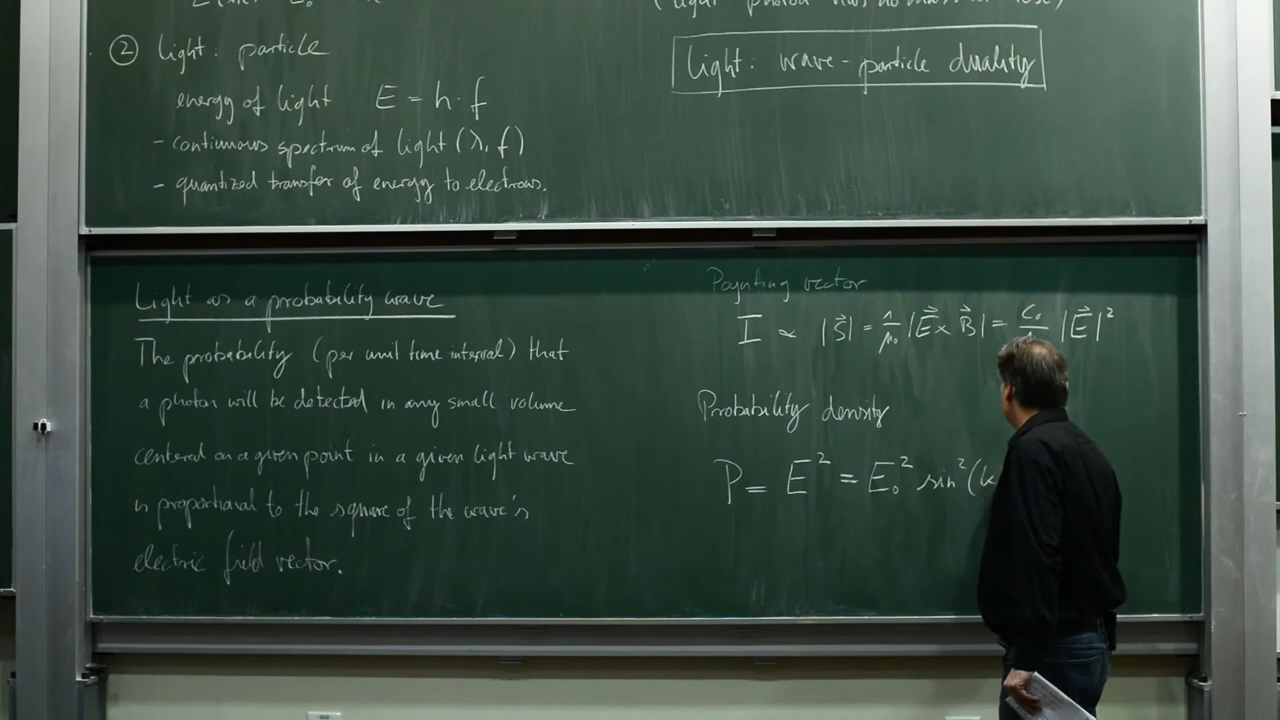 ② light: particle
energy of light E = h·f
- continuous spectrum of light (λ, f)
- quantized transfer of energy to electrons.
light: wave-particle duality
Light as a probability wave
The probability (per unit time interval) that
a photon will be detected in any small volume
centered on a given point in a given light wave
is proportional to the square of the wave's
electric field vector.
Poynting vector
I ∝ |S⃗| = 1/μ₀ |E⃗ × B⃗| = |E⃗|²
Probability density
P = E² = E₀² sin²(k